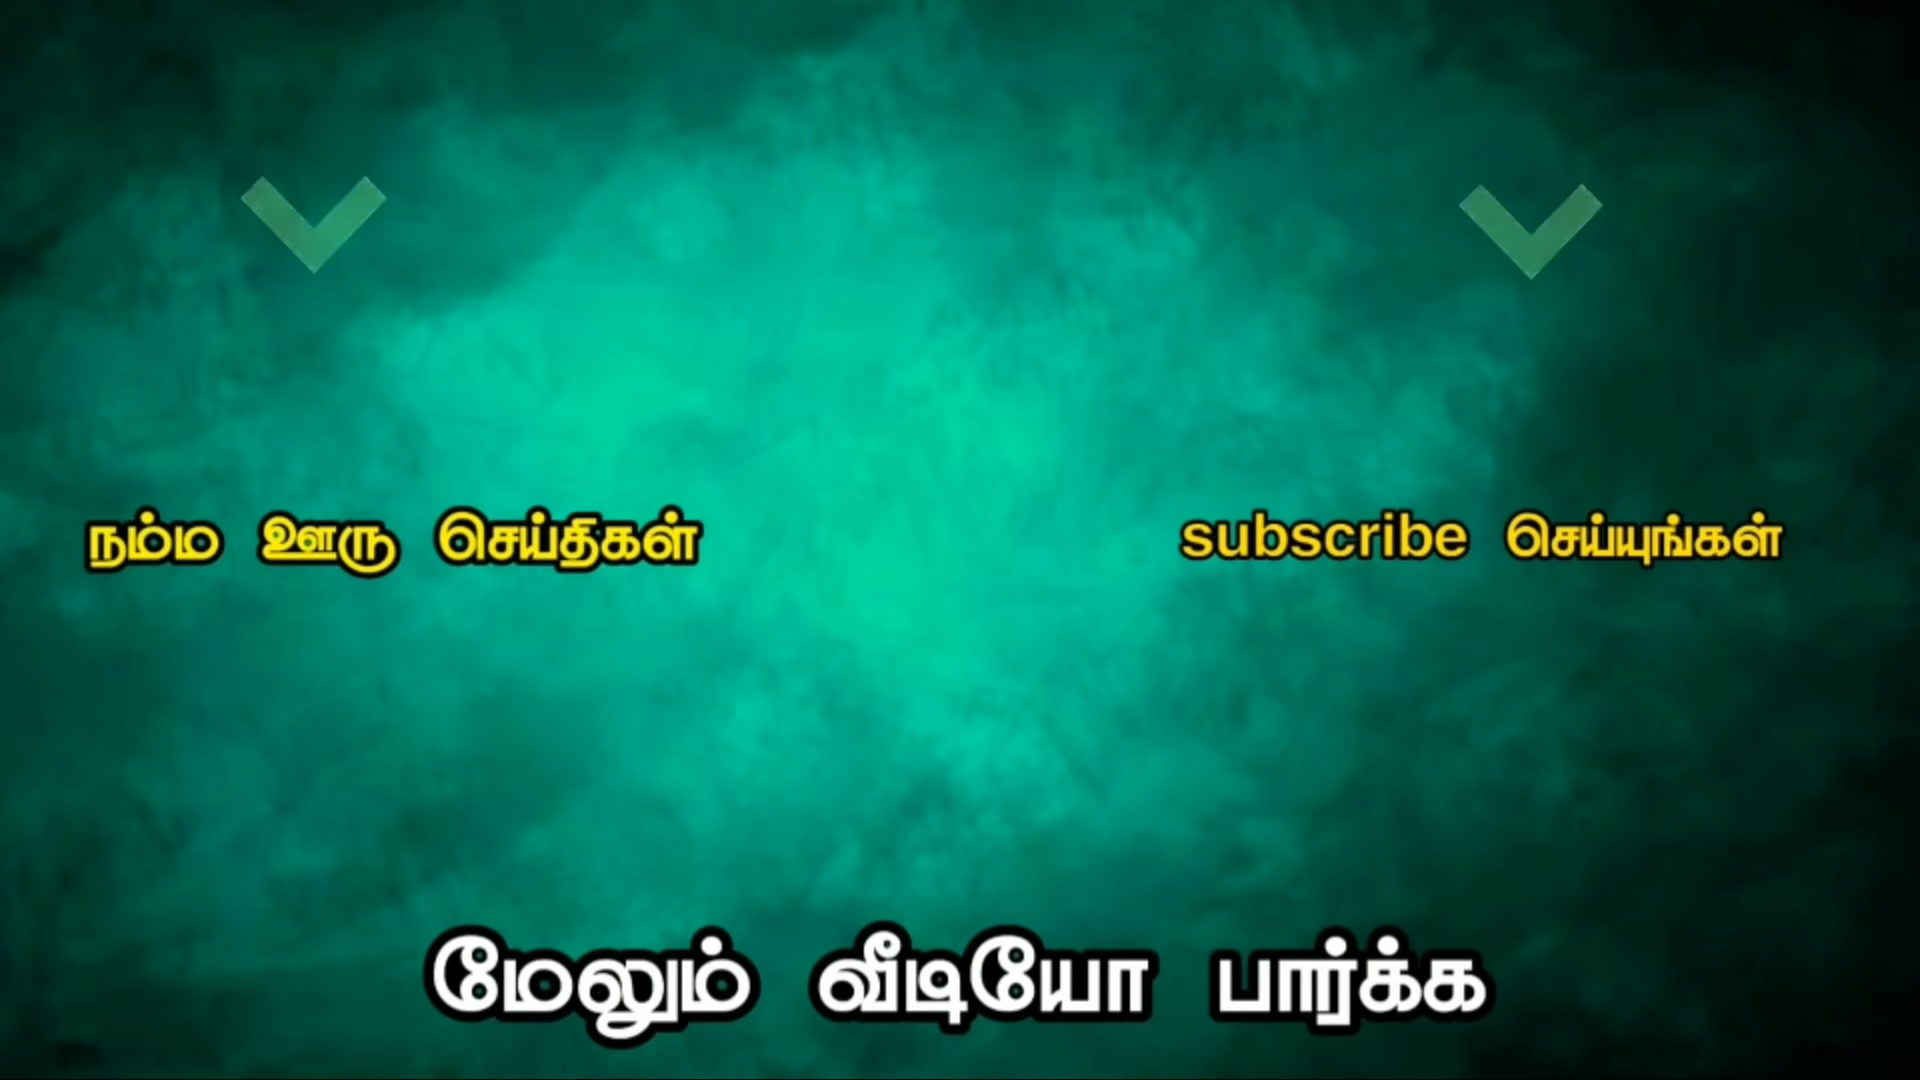 நம்ம ஊரு செய்திகள்
subscribe செய்யுங்கள்
மேலும் வீடியோ பார்க்க